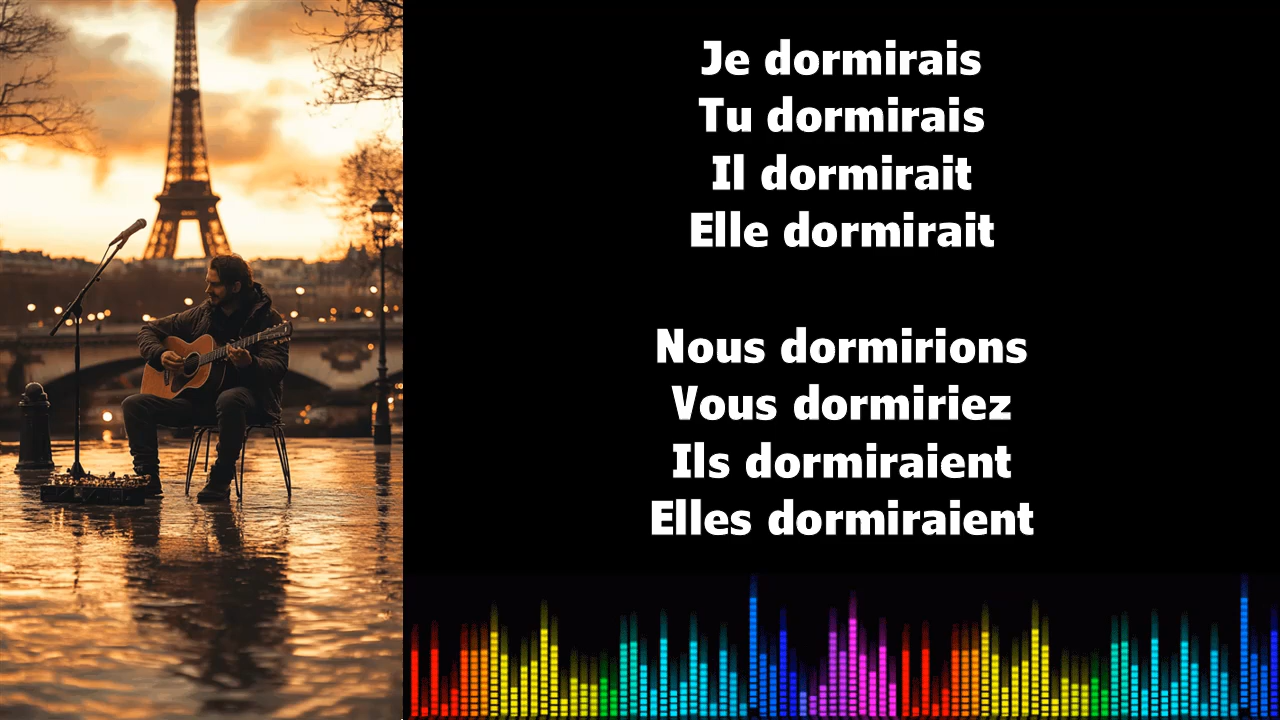 Je dormirais
Tu dormirais
Il dormirait
Elle dormirait
Nous dormirions
Vous dormiriez
Ils dormiraient
Elles dormiraient